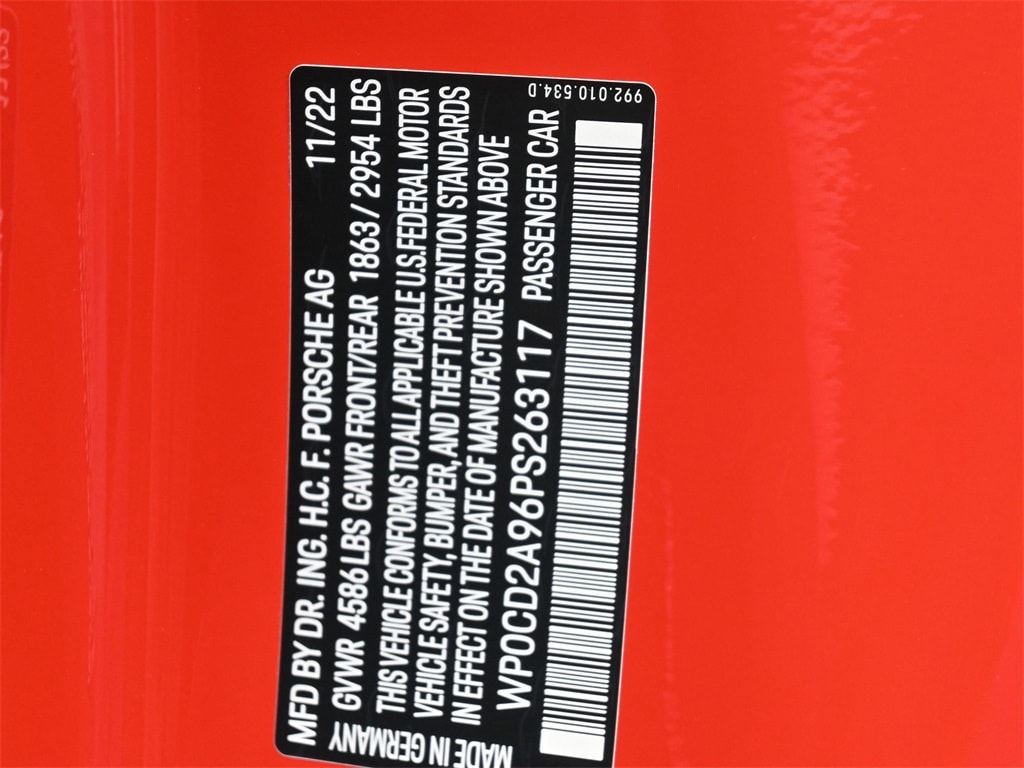 MFD BY DR. ING. H.C. F. PORSCHE AG 11/22
GVWR 4586 LBS GAWR FRONT/REAR 1863 / 2954 LBS
THIS VEHICLE CONFORMS TO ALL APPLICABLE U.S. FEDERAL MOTOR
VEHICLE SAFETY, BUMPER, AND THEFT PREVENTION STANDARDS
IN EFFECT ON THE DATE OF MANUFACTURE SHOWN ABOVE
WP0CD2A96PS263117 PASSENGER CAR
MADE IN GERMANY
992.010.534.D